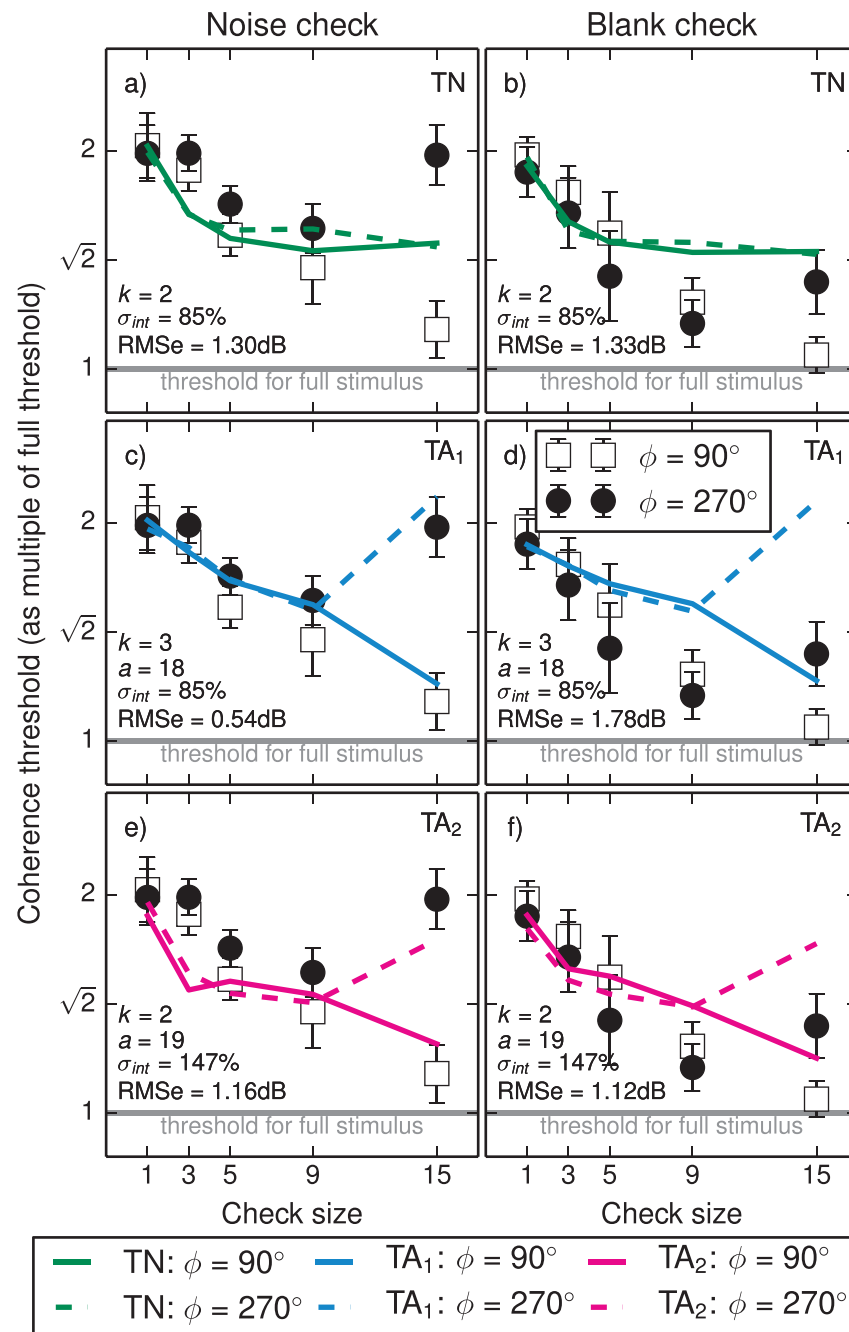 Noise check
Blank check
Coherence threshold (as multiple of full threshold)
a)
TN
2
√2
1
k = 2
σint = 85%
RMSe = 1.30dB
threshold for full stimulus
b)
TN
k = 2
σint = 85%
RMSe = 1.33dB
threshold for full stimulus
c)
TA1
2
√2
1
k = 3
a = 18
σint = 85%
RMSe = 0.54dB
threshold for full stimulus
d)
TA1
ϕ = 90°
ϕ = 270°
k = 3
a = 18
σint = 85%
RMSe = 1.78dB
threshold for full stimulus
e)
TA2
2
√2
1
k = 2
a = 19
σint = 147%
RMSe = 1.16dB
threshold for full stimulus
f)
TA2
k = 2
a = 19
σint = 147%
RMSe = 1.12dB
threshold for full stimulus
1 3 5 9 15
1 3 5 9 15
Check size
Check size
TN: ϕ = 90° TA1: ϕ = 90° TA2: ϕ = 90°
TN: ϕ = 270° TA1: ϕ = 270° TA2: ϕ = 270°